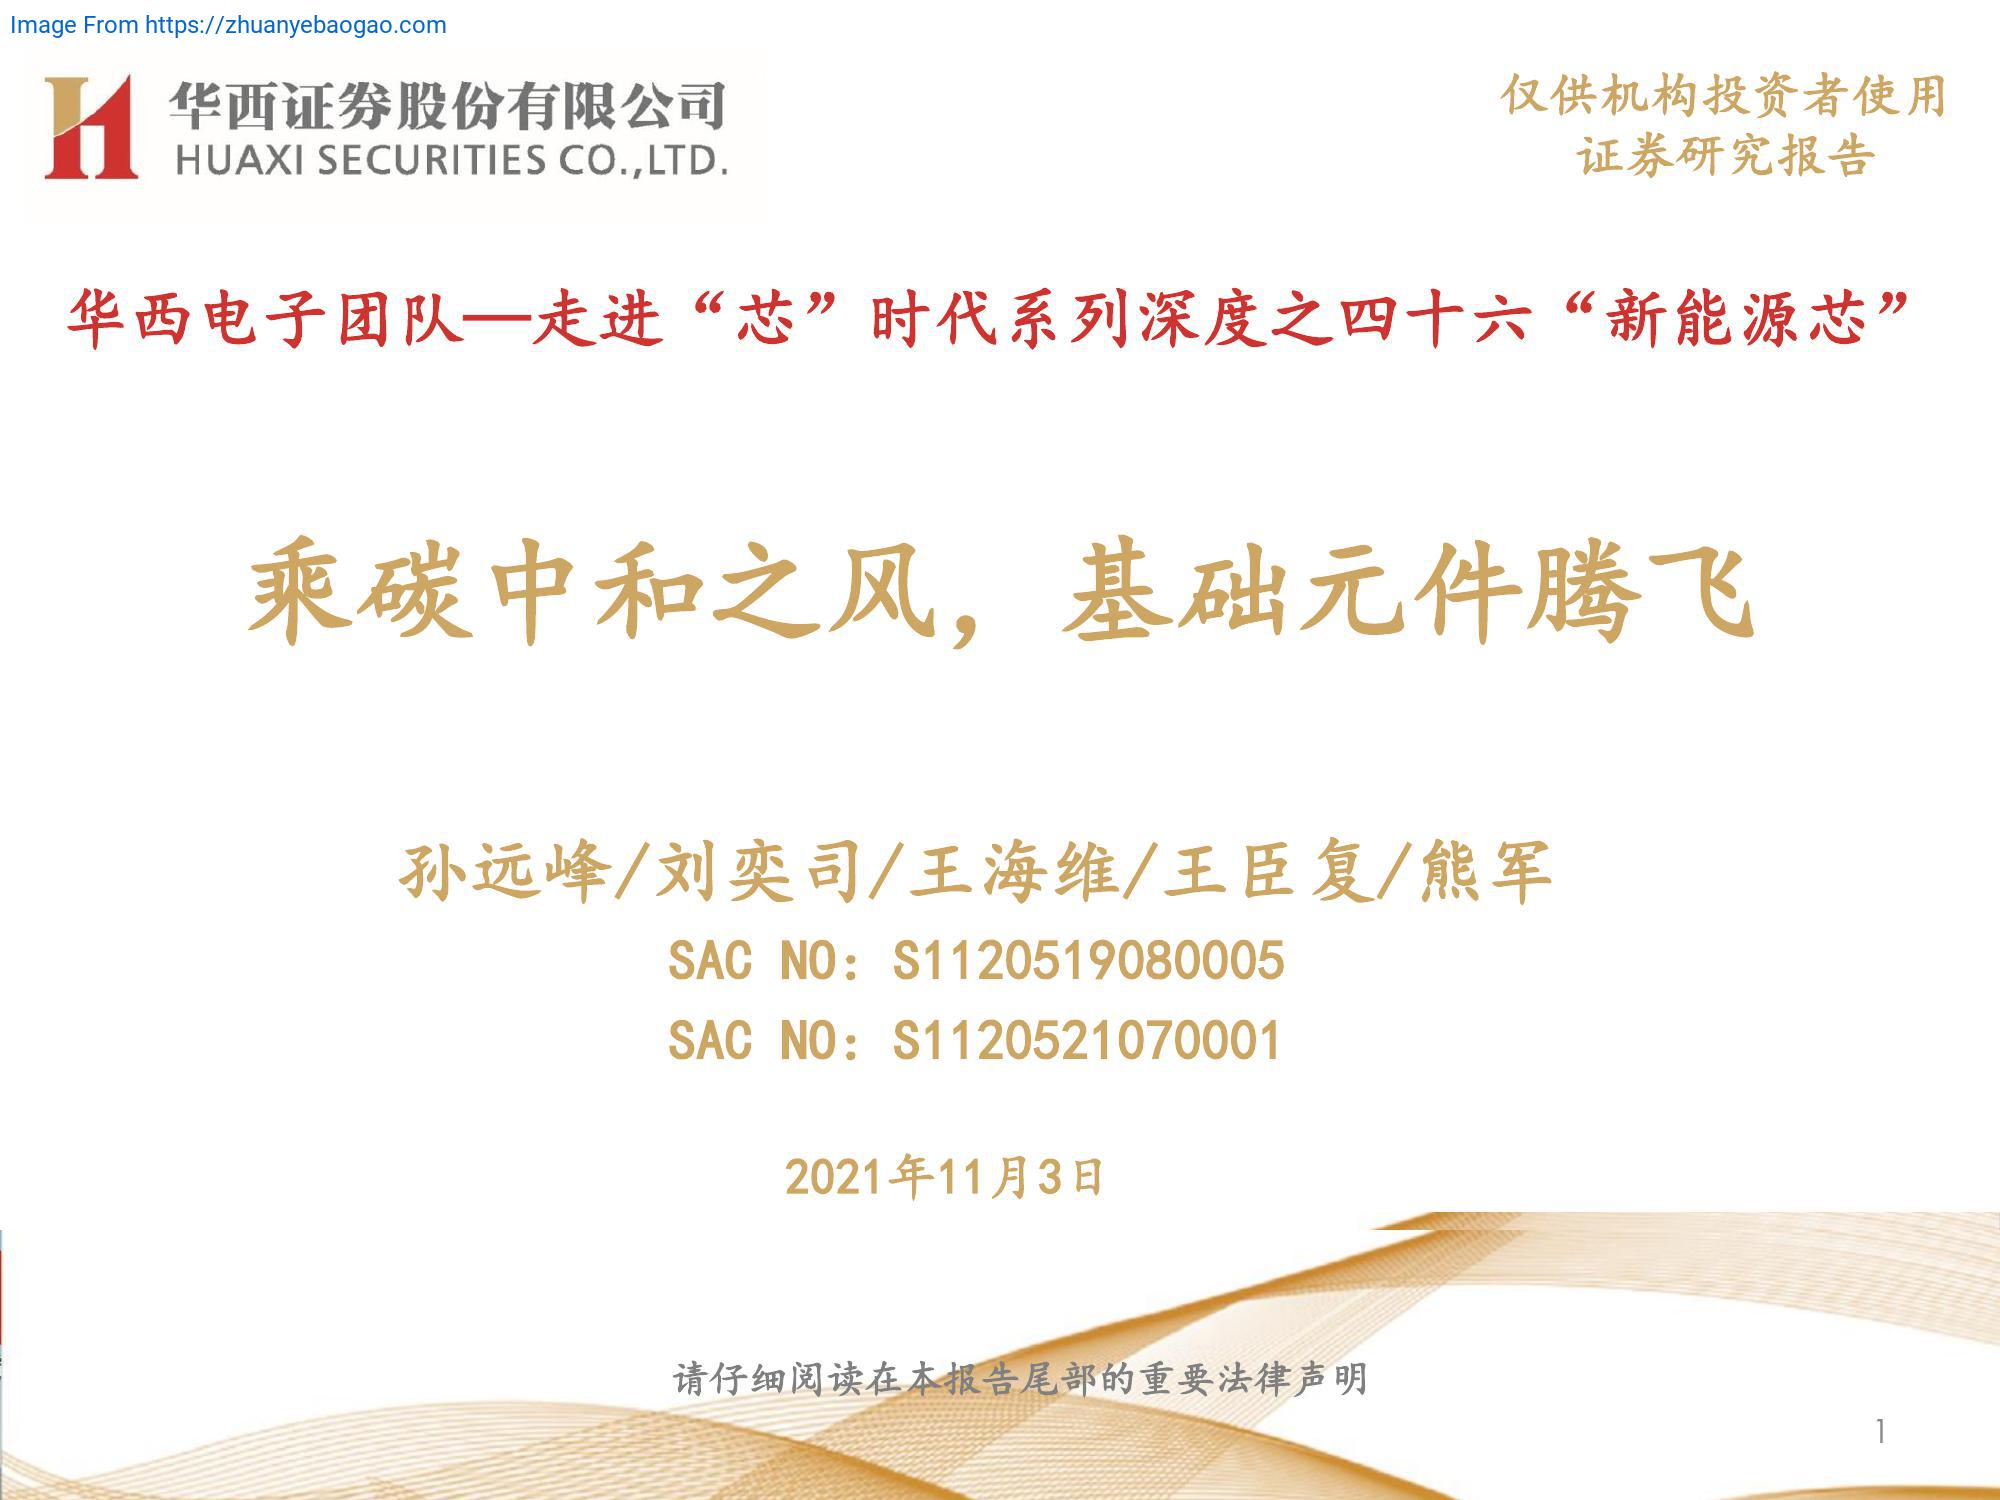 Image From https://zhuanyebaogao.com
华西证券股份有限公司
HUAXI SECURITIES CO.,LTD.
仅供机构投资者使用
证券研究报告
华西电子团队—走进“芯”时代系列深度之四十六“新能源芯”
乘碳中和之风，基础元件腾飞
孙远峰/刘奕司/王海维/王臣复/熊军
SAC NO：S1120519080005
SAC NO：S1120521070001
2021年11月3日
请仔细阅读在本报告尾部的重要法律声明
1